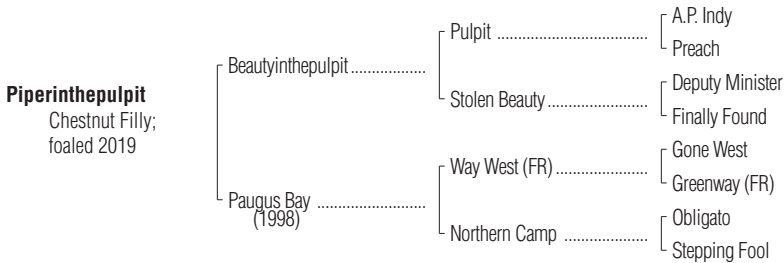 Piperinthepulpit
Chestnut Filly;
foaled 2019
Beautyinthepulpit
Paugus Bay
(1998)
Pulpit
Stolen Beauty
Way West (FR)
Northern Camp
A.P. Indy
Preach
Deputy Minister
Finally Found
Gone West
Greenway (FR)
Obligato
Stepping Fool